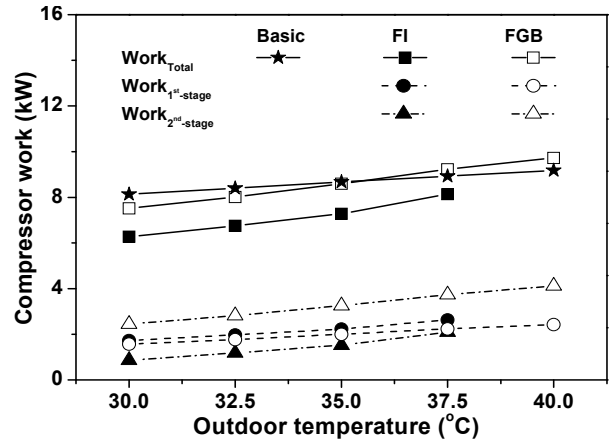 Basic FI FGB
Work_Total
Work_1st-stage
Work_2nd-stage
Compressor work (kW)
16
12
8
4
0
30.0 32.5 35.0 37.5 40.0
Outdoor temperature (°C)